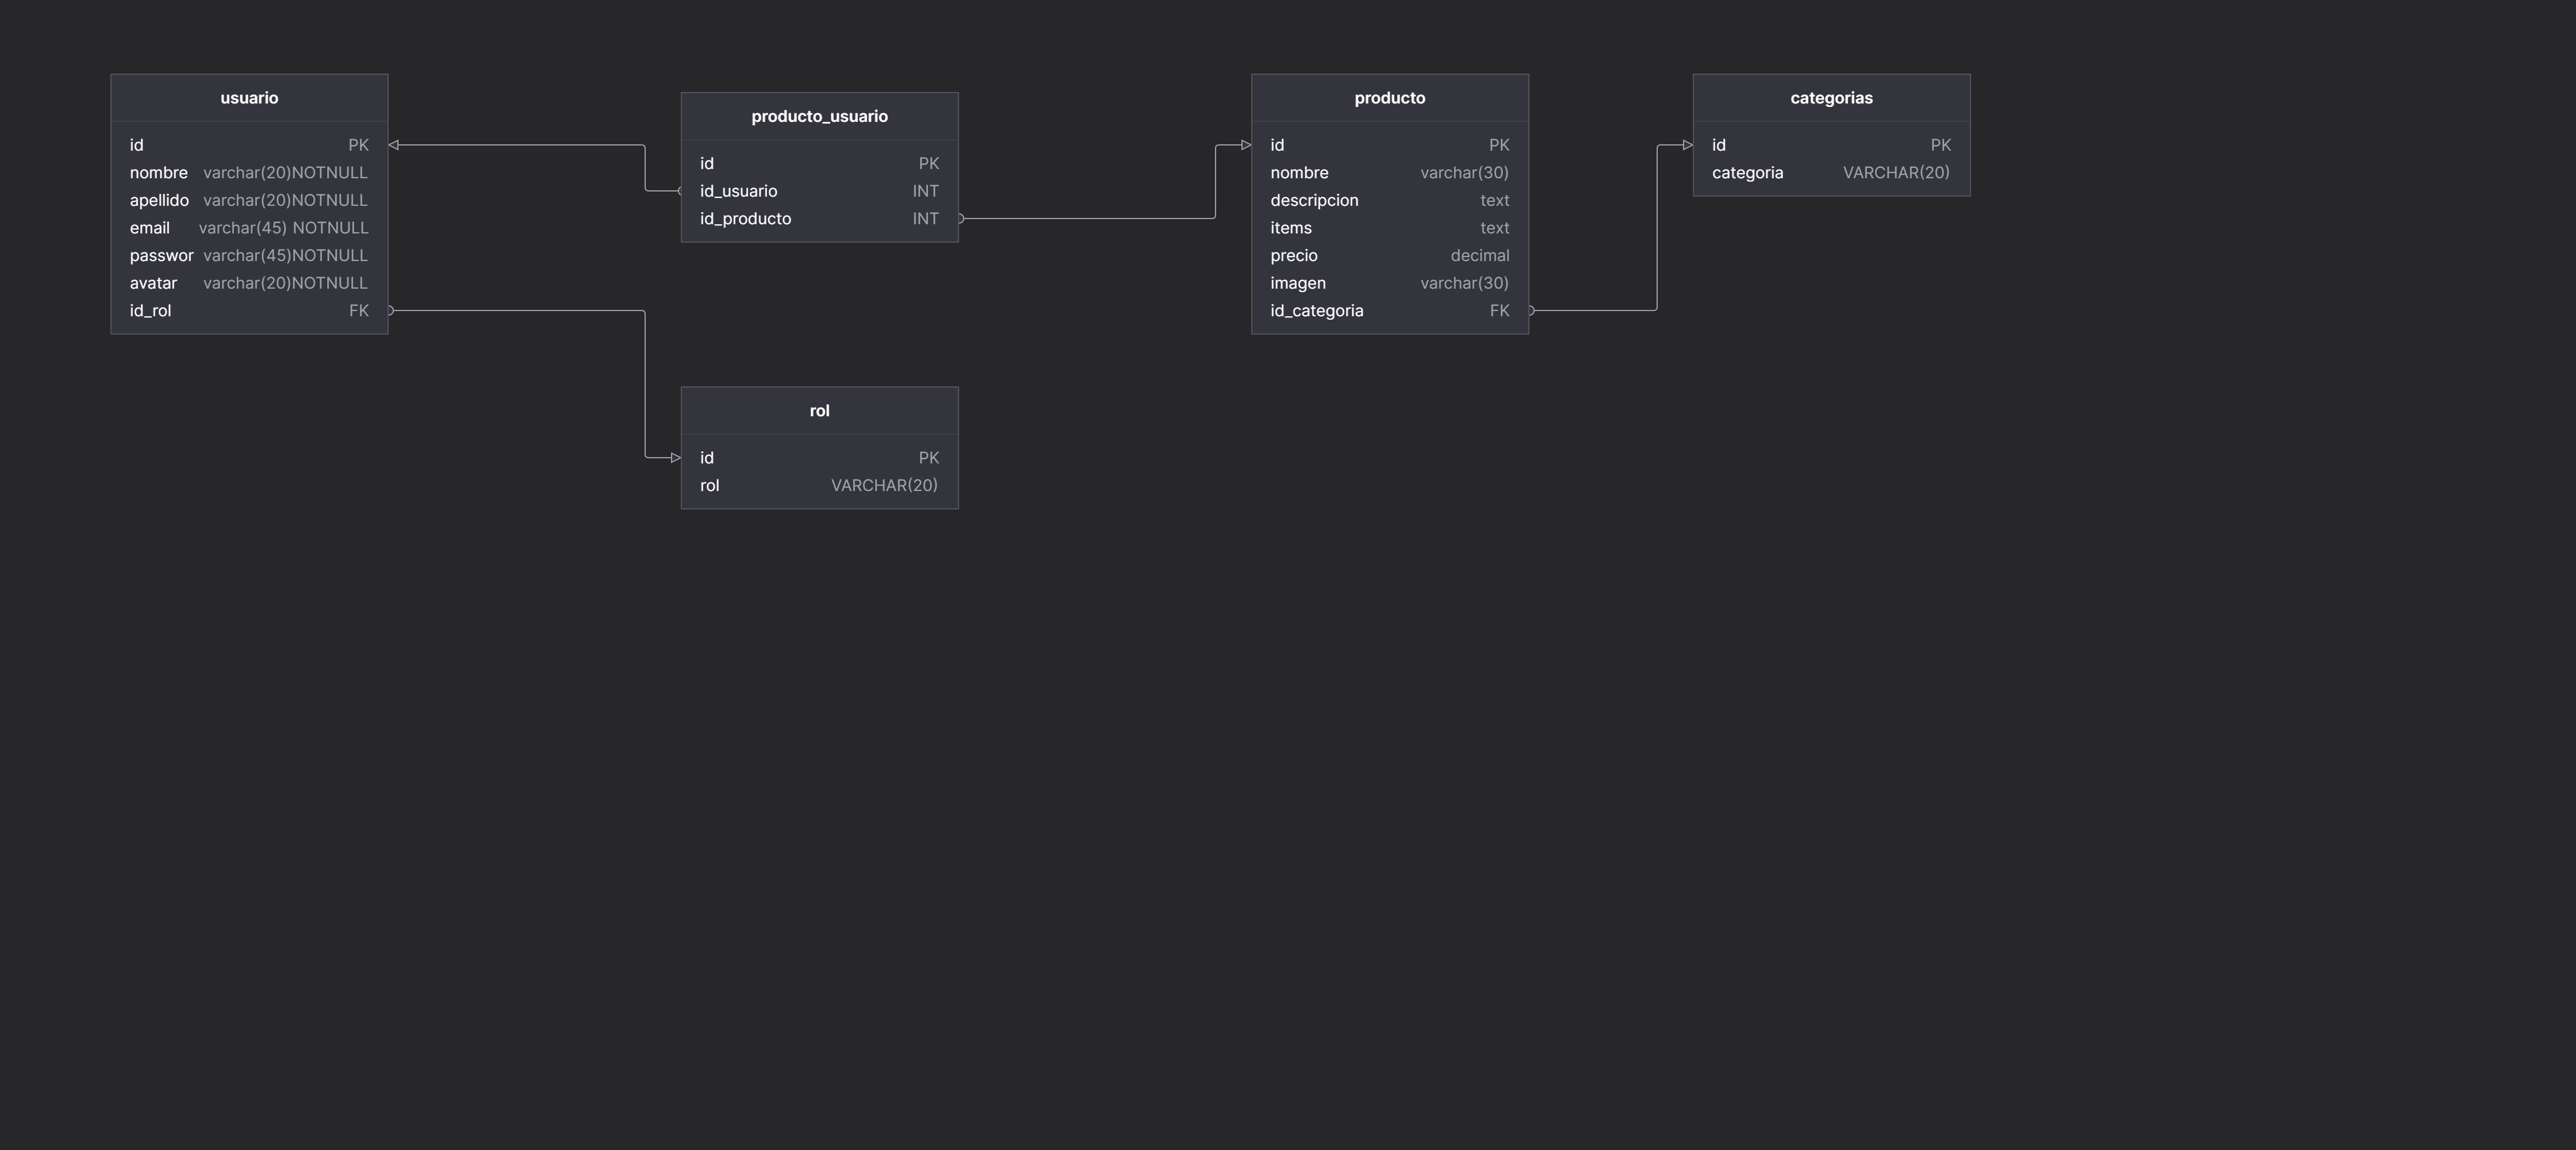 usuario
id PK
nombre varchar(20)NOTNULL
apellido varchar(20)NOTNULL
email varchar(45) NOTNULL
passwor varchar(45)NOTNULL
avatar varchar(20)NOTNULL
id_rol FK
producto_usuario
id PK
id_usuario INT
id_producto INT
rol
id PK
rol VARCHAR(20)
producto
id PK
nombre varchar(30)
descripcion text
items text
precio decimal
imagen varchar(30)
id_categoria FK
categorias
id PK
categoria VARCHAR(20)